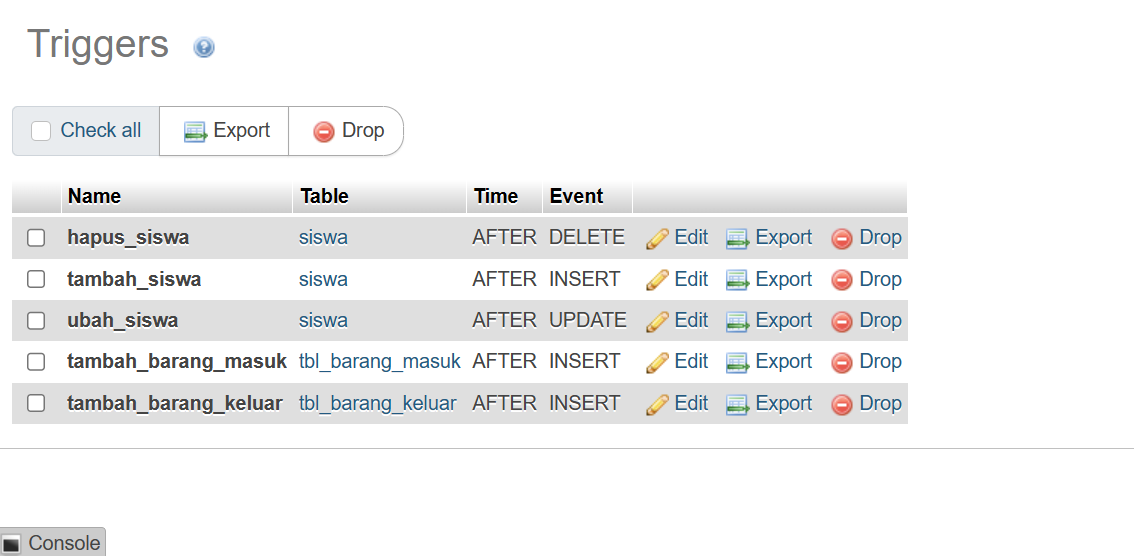 Triggers
Check all Export Drop
Name Table Time Event
hapus_siswa siswa AFTER DELETE Edit Export Drop
tambah_siswa siswa AFTER INSERT Edit Export Drop
ubah_siswa siswa AFTER UPDATE Edit Export Drop
tambah_barang_masuk tbl_barang_masuk AFTER INSERT Edit Export Drop
tambah_barang_keluar tbl_barang_keluar AFTER INSERT Edit Export Drop
Console